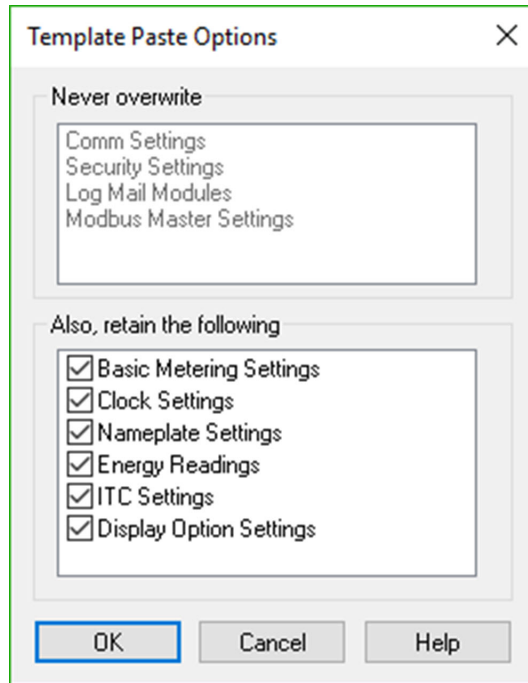 Template Paste Options
Never overwrite
Comm Settings
Security Settings
Log Mail Modules
Modbus Master Settings
Also, retain the following
Basic Metering Settings
Clock Settings
Nameplate Settings
Energy Readings
ITC Settings
Display Option Settings
OK
Cancel
Help